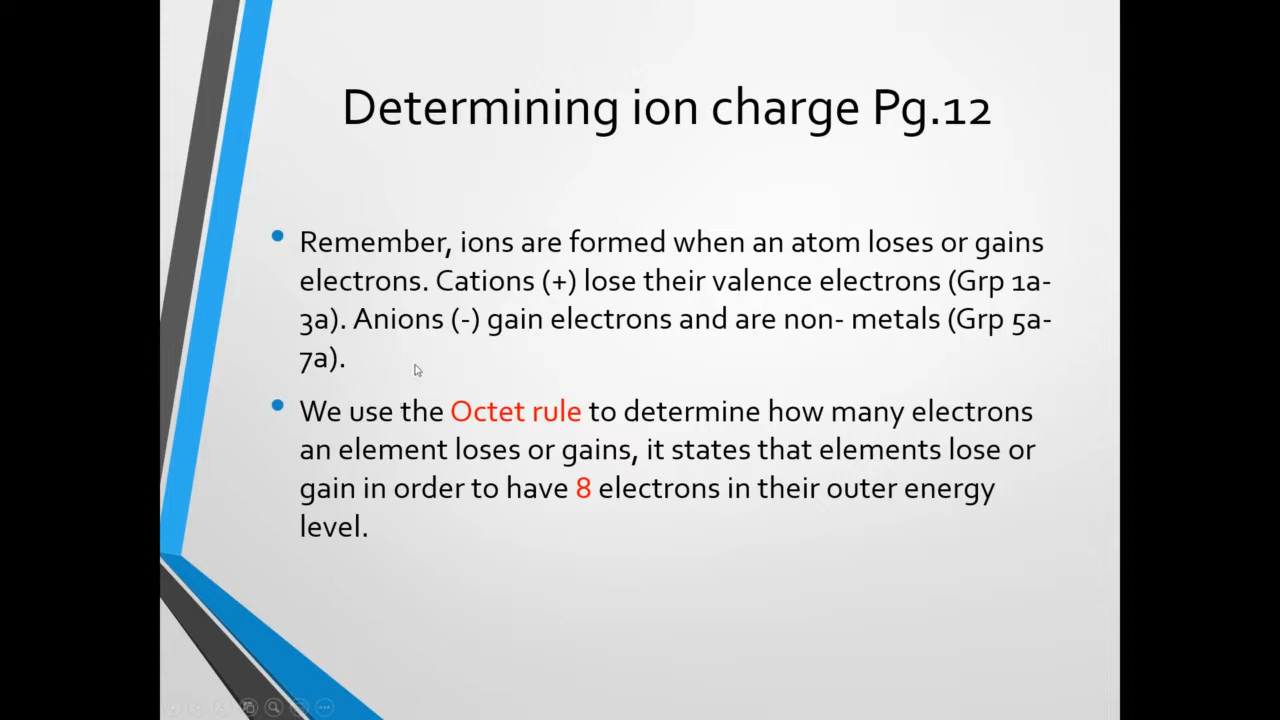 Determining ion charge Pg.12
Remember, ions are formed when an atom loses or gains
electrons. Cations (+) lose their valence electrons (Grp 1a-
3a). Anions (-) gain electrons and are non- metals (Grp 5a-
7a).
We use the Octet rule to determine how many electrons
an element loses or gains, it states that elements lose or
gain in order to have 8 electrons in their outer energy
level.